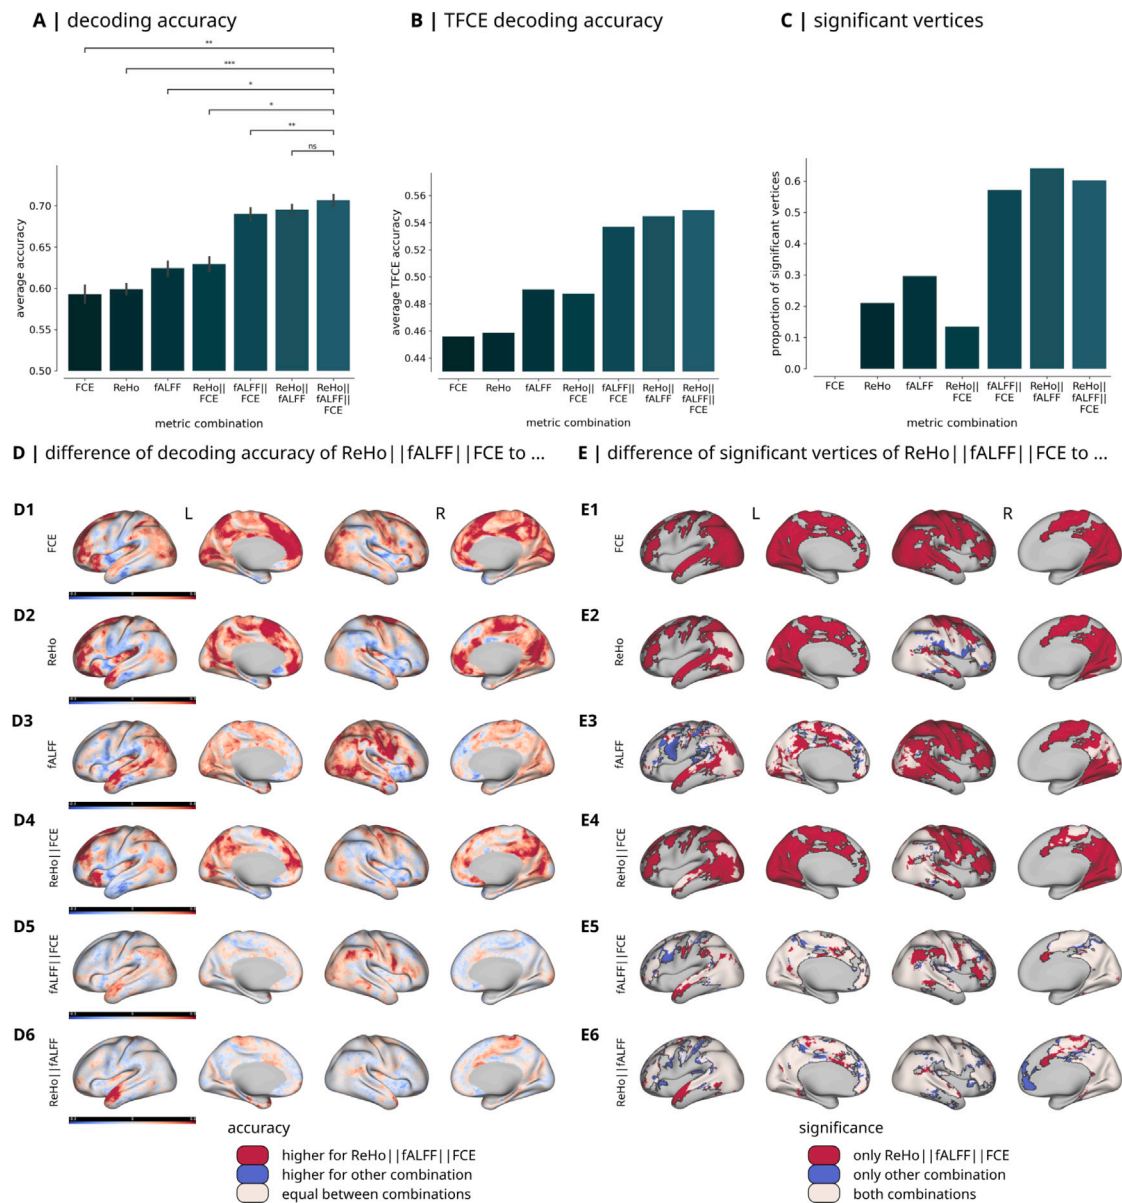 A | decoding accuracy
**
***
*
*
**
ns
average accuracy
0.70
0.65
0.60
0.55
0.50
FCE
ReHo
fALFF
ReHo||
FCE
fALFF||
FCE
ReHo||
fALFF
ReHo||
fALFF||
FCE
metric combination
B | TFCE decoding accuracy
average TFCE accuracy
0.56
0.54
0.52
0.50
0.48
0.46
0.44
FCE
ReHo
fALFF
ReHo||
FCE
fALFF||
FCE
ReHo||
fALFF
ReHo||
fALFF||
FCE
metric combination
C | significant vertices
proportion of significant vertices
0.6
0.5
0.4
0.3
0.2
0.1
0.0
FCE
ReHo
fALFF
ReHo||
FCE
fALFF||
FCE
ReHo||
fALFF
ReHo||
fALFF||
FCE
metric combination
D | difference of decoding accuracy of ReHo||fALFF||FCE to ...
L
R
D1
FCE
D2
ReHo
D3
fALFF
D4
ReHo||FCE
D5
fALFF||FCE
D6
ReHo||fALFF
accuracy
higher for ReHo||fALFF||FCE
higher for other combination
equal between combinations
E | difference of significant vertices of ReHo||fALFF||FCE to ...
L
R
E1
FCE
E2
ReHo
E3
fALFF
E4
ReHo||FCE
E5
fALFF||FCE
E6
ReHo||fALFF
significance
only ReHo||fALFF||FCE
only other combination
both combinations